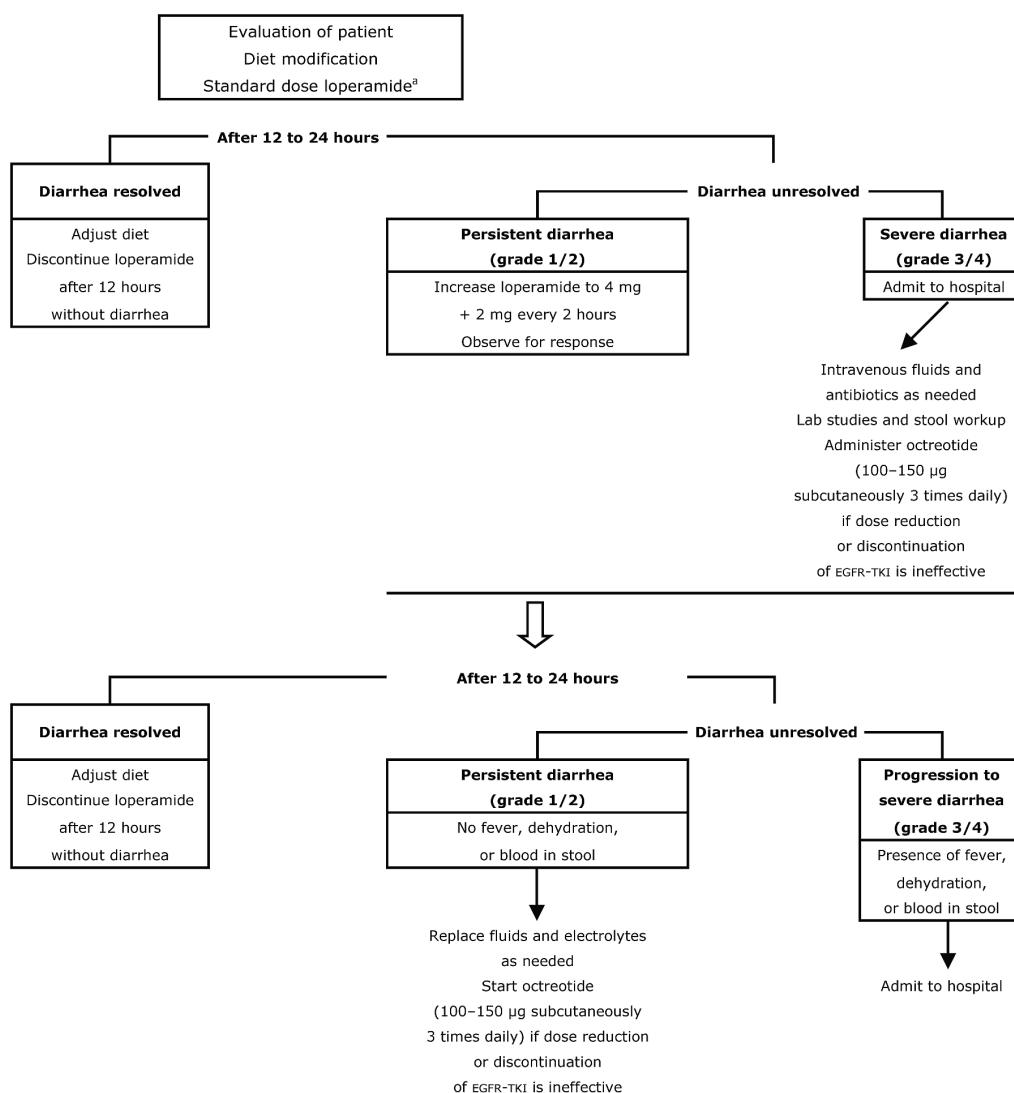 Evaluation of patient
Diet modification
Standard dose loperamideᵃ
After 12 to 24 hours
Diarrhea resolved
Adjust diet
Discontinue loperamide
after 12 hours
without diarrhea
Diarrhea unresolved
Persistent diarrhea
(grade 1/2)
Increase loperamide to 4 mg
+ 2 mg every 2 hours
Observe for response
Severe diarrhea
(grade 3/4)
Admit to hospital
Intravenous fluids and
antibiotics as needed
Lab studies and stool workup
Administer octreotide
(100–150 µg
subcutaneously 3 times daily)
if dose reduction
or discontinuation
of EGFR-TKI is ineffective
After 12 to 24 hours
Diarrhea resolved
Adjust diet
Discontinue loperamide
after 12 hours
without diarrhea
Diarrhea unresolved
Persistent diarrhea
(grade 1/2)
No fever, dehydration,
or blood in stool
Replace fluids and electrolytes
as needed
Start octreotide
(100–150 µg subcutaneously
3 times daily) if dose reduction
or discontinuation
of EGFR-TKI is ineffective
Progression to
severe diarrhea
(grade 3/4)
Presence of fever,
dehydration,
or blood in stool
Admit to hospital